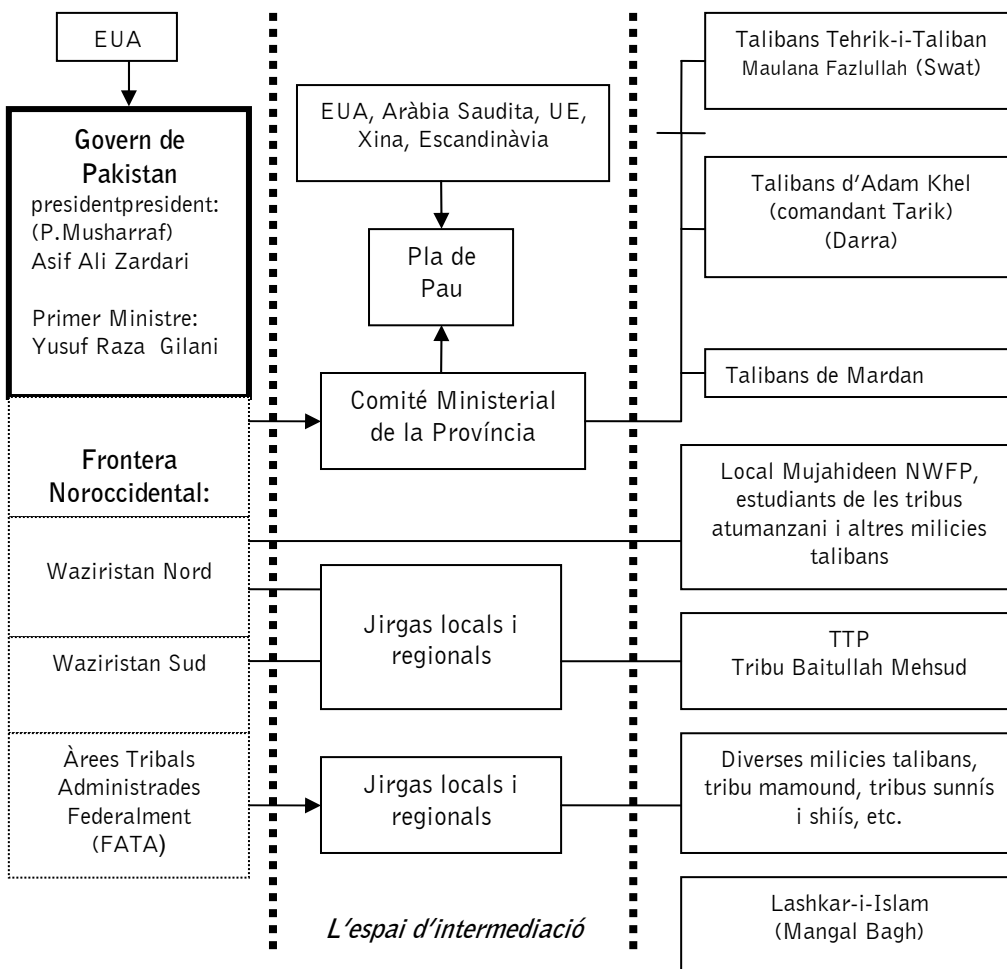 EUA
Govern de
Pakistan
presidentpresident:
(P.Musharraf)
Asif Ali Zardari
Primer Ministre:
Yusuf Raza Gilani
Frontera
Noroccidental:
Waziristan Nord
Waziristan Sud
Àrees Tribals
Administrades
Federalment
(FATA)
EUA, Aràbia Saudita, UE,
Xina, Escandinàvia
Pla de
Pau
Comité Ministerial
de la Província
Jirgas locals i
regionals
Jirgas locals i
regionals
L'espai d'intermediació
Talibans Tehrik-i-Taliban
Maulana Fazlullah (Swat)
Talibans d'Adam Khel
(comandant Tarik)
(Darra)
Talibans de Mardan
Local Mujahideen NWFP,
estudiants de les tribus
atumanzani i altres milicies
talibans
TTP
Tribu Baitullah Mehsud
Diverses milicies talibans,
tribu mamound, tribus sunnís
i shiís, etc.
Lashkar-i-Islam
(Mangal Bagh)